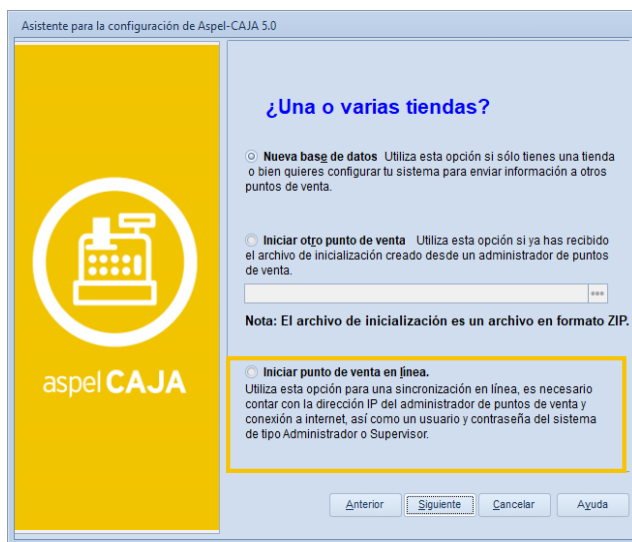 Asistente para la configuración de Aspel-CAJA 5.0
¿Una o varias tiendas?
Nueva base de datos Utiliza esta opción si sólo tienes una tienda
o bien quieres configurar tu sistema para enviar información a otros
puntos de venta.
Iniciar otro punto de venta Utiliza esta opción si ya has recibido
el archivo de inicialización creado desde un administrador de puntos
de venta.
Nota: El archivo de inicialización es un archivo en formato ZIP.
Iniciar punto de venta en línea.
Utiliza esta opción para una sincronización en línea, es necesario
contar con la dirección IP del administrador de puntos de venta y
conexión a internet, así como un usuario y contraseña del sistema
de tipo Administrador o Supervisor.
aspel CAJA
Anterior Siguiente Cancelar Ayuda